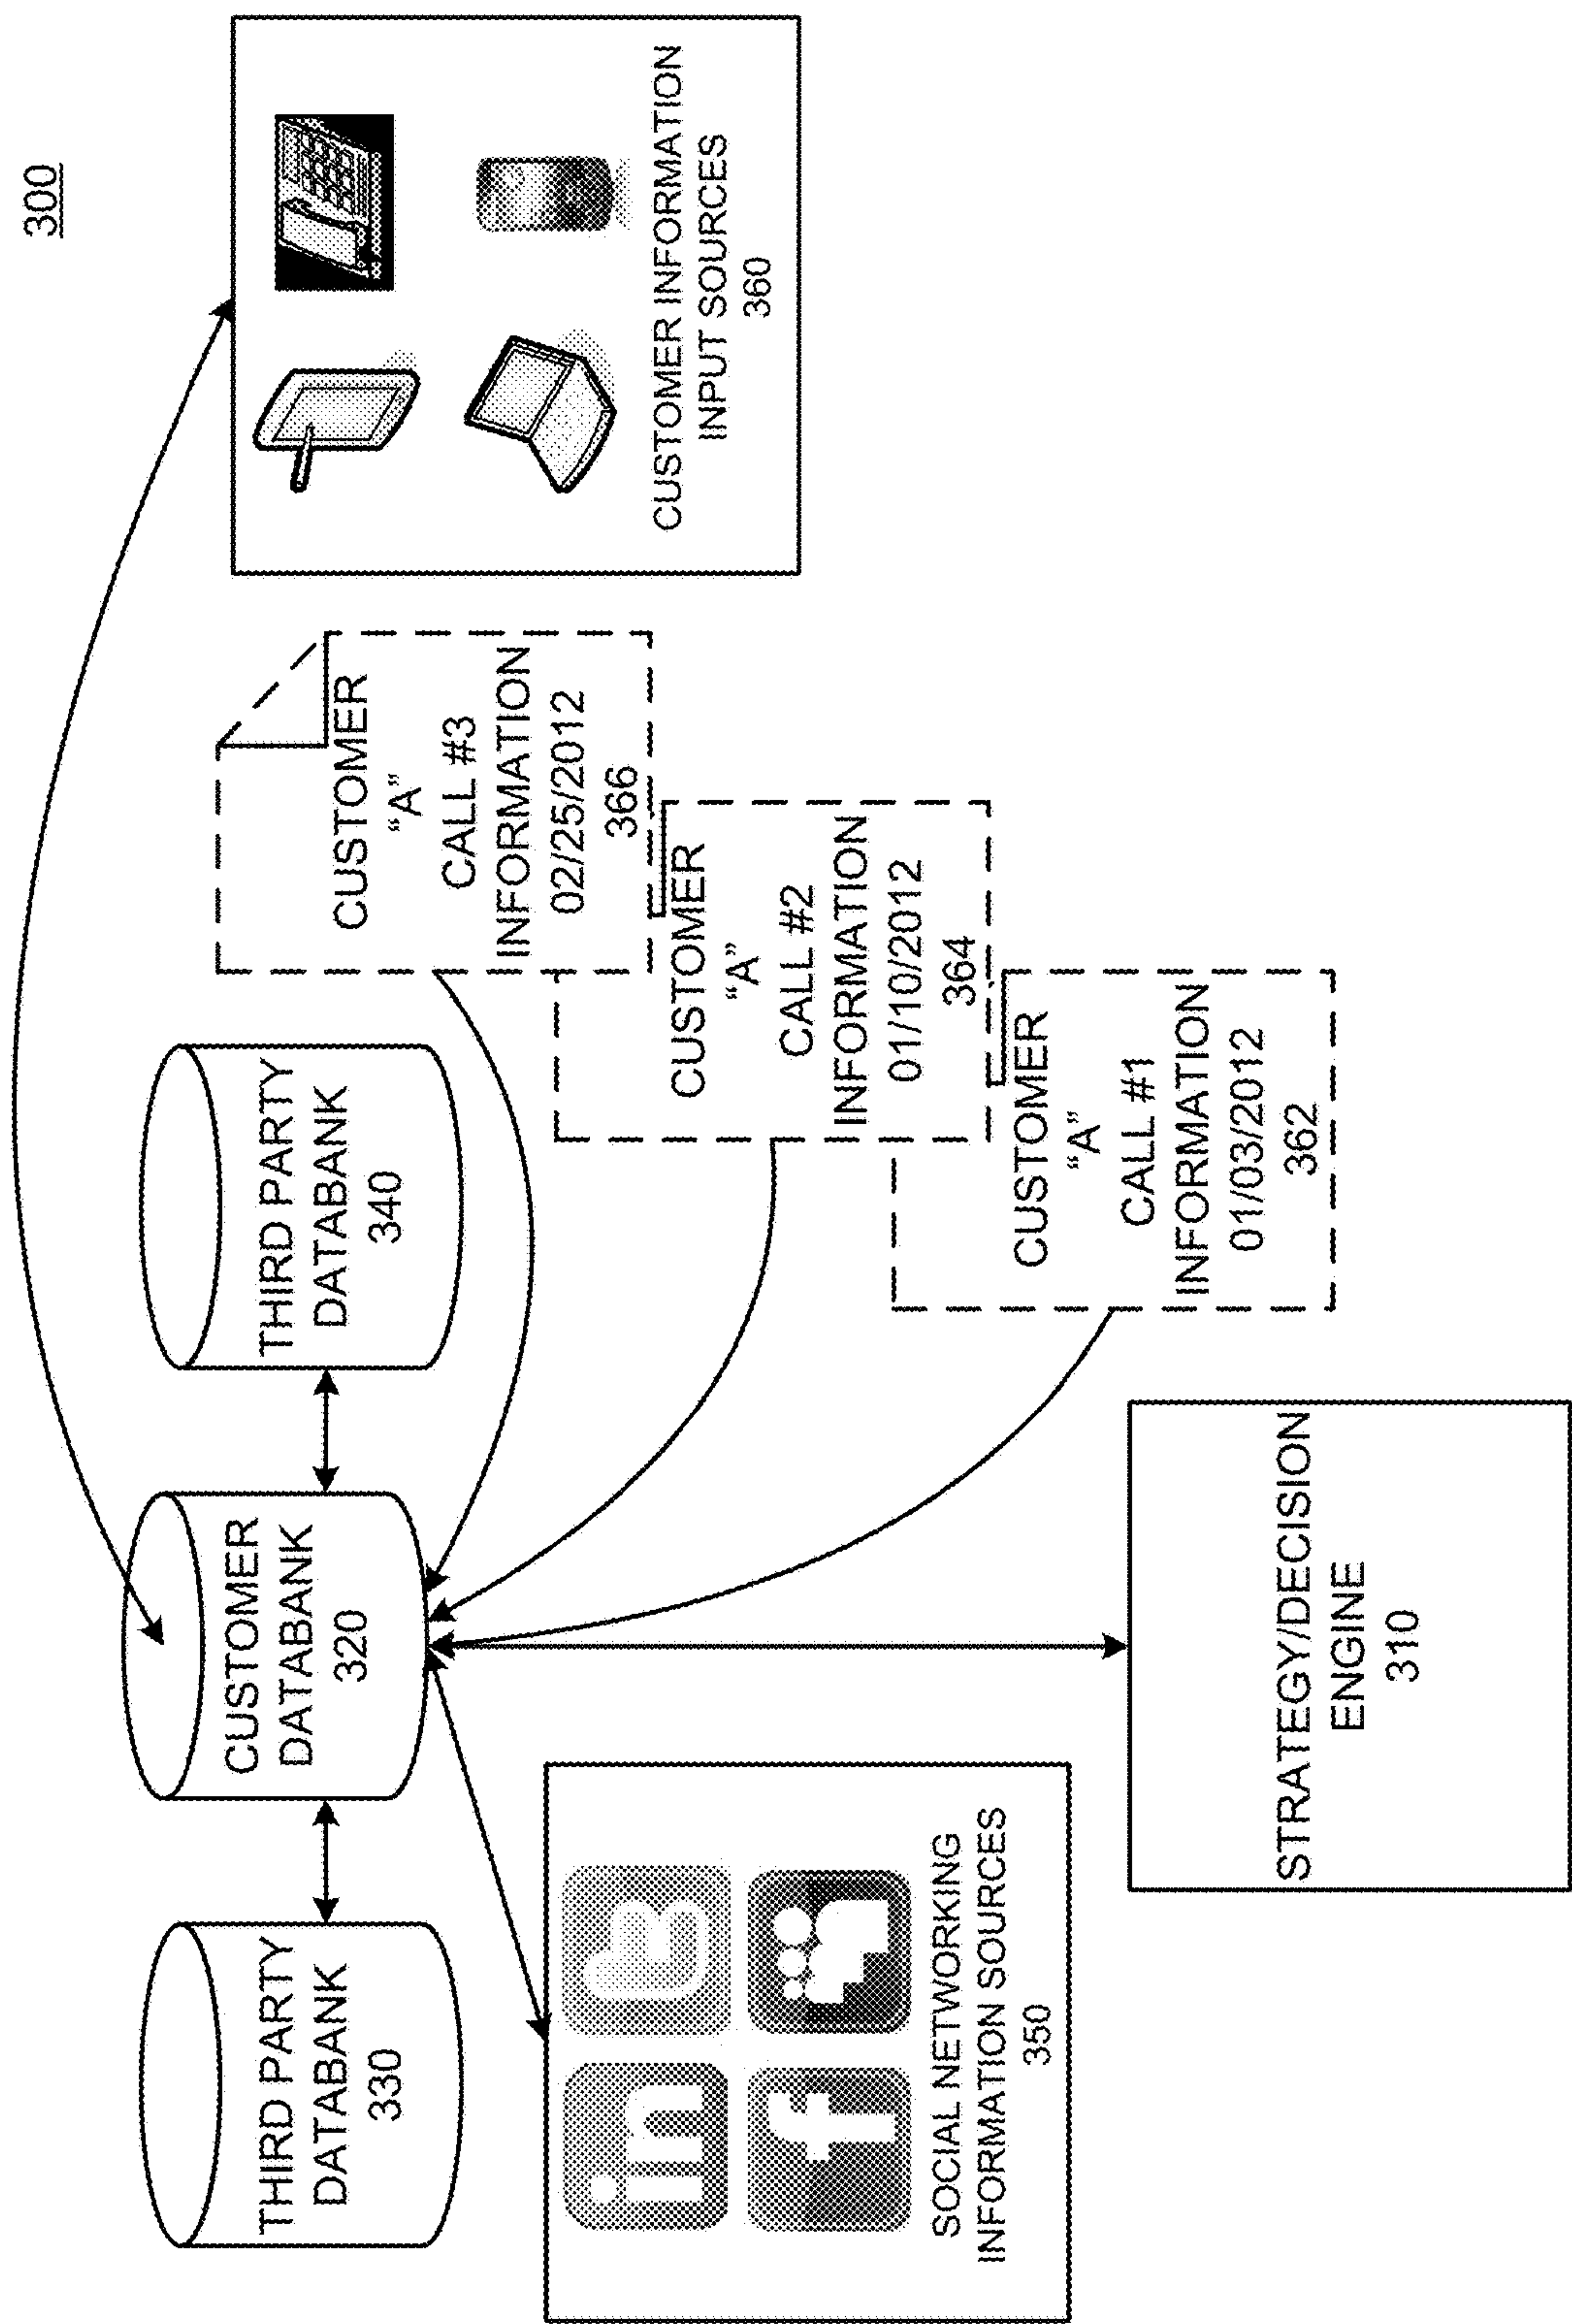 300
THIRD PARTY
DATABANK
330
CUSTOMER
DATABANK
320
THIRD PARTY
DATABANK
340
in
t
f
SOCIAL NETWORKING
INFORMATION SOURCES
350
STRATEGY/DECISION
ENGINE
310
CUSTOMER
“A”
CALL #3
INFORMATION
02/25/2012
366
CUSTOMER
“A”
CALL #2
INFORMATION
01/10/2012
364
CUSTOMER
“A”
CALL #1
INFORMATION
01/03/2012
362
CUSTOMER INFORMATION
INPUT SOURCES
360